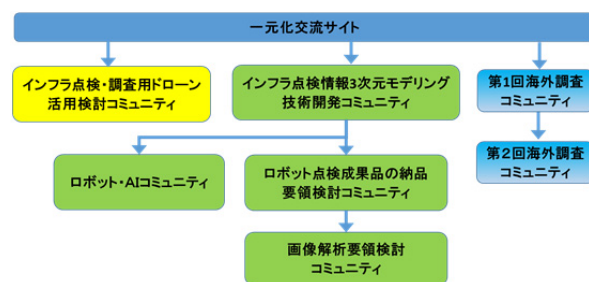 一元化交流サイト
インフラ点検・調査用ドローン
活用検討コミュニティ
インフラ点検情報3次元モデリング
技術開発コミュニティ
第1回海外調査
コミュニティ
ロボット・AIコミュニティ
ロボット点検成果品の納品
要領検討コミュニティ
第２回海外調査
コミュニティ
画像解析要領検討
コミュニティ